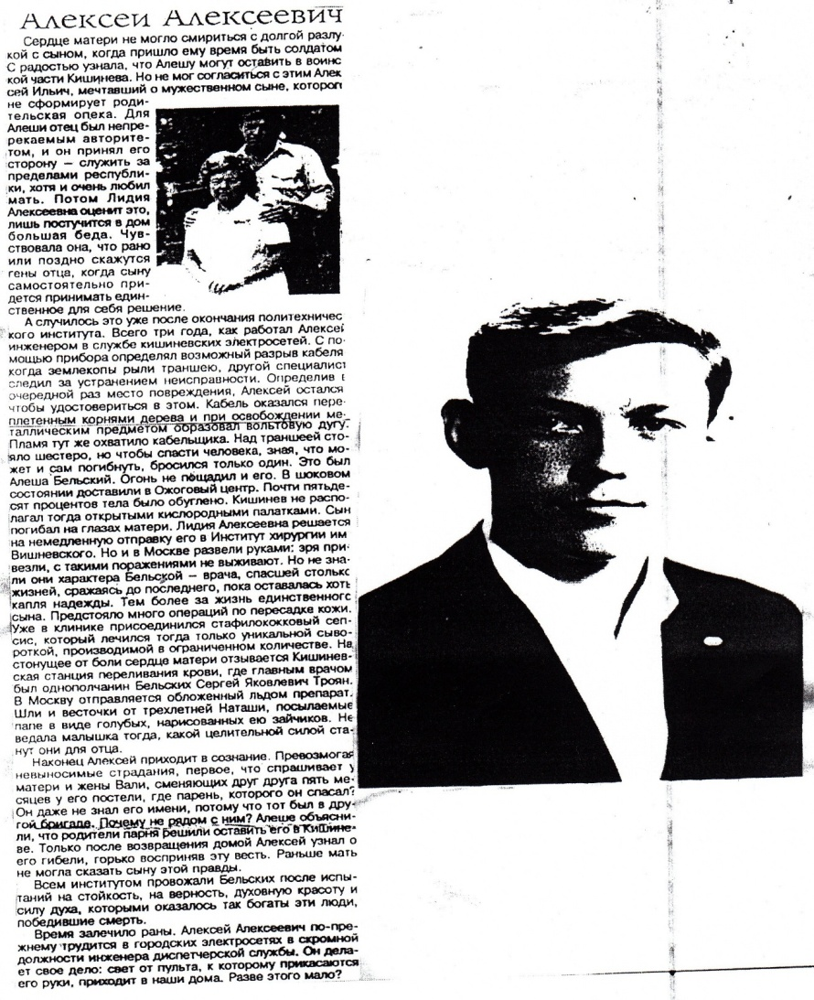 Алексей Алексеевич
Сердце матери не могло смириться с долгой разлу-
кой с сыном, когда пришло ему время быть солдатом
С радостью узнала, что Алешу могут оставить в воинс
кой части Кишинева. Но не мог согласиться с этим Алек
сей Ильич, мечтавший о мужественном сыне, которог
не сформирует роди-
тельская опека. Для
Алеши отец был непре-
рекаемым авторите-
том, и он принял его
сторону — служить за
пределами республи-
ки, хотя и очень любил
мать. Потом Лидия
Алексеевна оценит это,
лишь постучится в дом
большая беда. Чув-
ствовала она, что рано
или поздно скажутся
гены отца, когда сыну
самостоятельно при-
дется принимать един-
ственное для себя решение.
А случилось это уже после окончания политехничес
кого института. Всего три года, как работал Алексей
инженером в службе кишиневских электросетей. С по-
мощью прибора определял возможный разрыв кабеля
когда землекопы рыли траншею, другой специалист
следил за устранением неисправности. Определив в
очередной раз место повреждения, Алексей остался
чтобы удостовериться в этом. Кабель оказался пере-
плетенным корнями дерева и при освобождении ме-
таллическим предметом образовал вольтовую дугу.
Пламя тут же охватило кабельщика. Над траншеей сто-
яло шестеро, но чтобы спасти человека, зная, что мо-
жет и сам погибнуть, бросился только один. Это был
Алеша Бельский. Огонь не пощадил и его. В шоковом
состоянии доставили в Ожоговый центр. Почти пятьде-
сят процентов тела было обуглено. Кишинев не распо-
лагал тогда открытыми кислородными палатками. Сын
погибал на глазах матери. Лидия Алексеевна решается
на немедленную отправку его в Институт хирургии им
Вишневского. Но и в Москве развели руками: зря при-
везли, с такими поражениями не выживают. Но не зна-
ли они характера Бельской — врача, спасшей столько
жизней, сражаясь до последнего, пока оставалась хоть
капля надежды. Тем более за жизнь единственного
сына. Предстояло много операций по пересадке кожи.
Уже в клинике присоединился стафилококковый сеп-
сис, который лечился тогда только уникальной сыво-
роткой, производимой в ограниченном количестве. На
стонущее от боли сердце матери отзывается Кишинев-
ская станция переливания крови, где главным врачом
был однополчанин Бельских Сергей Яковлевич Троян.
В Москву отправляется обложенный льдом препарат.
Шли и весточки от трехлетней Наташи, посылаемые
папе в виде голубых, нарисованных ею зайчиков. Не
ведала малышка тогда, какой целительной силой ста-
нут они для отца.
Наконец Алексей приходит в сознание. Превозмогая
невыносимые страдания, первое, что спрашивает у
матери и жены Вали, сменяющих друг друга пять ме-
сяцев у его постели, где парень, которого он спасал?
Он даже не знал его имени, потому что тот был в дру-
гой бригаде. Почему не рядом с ним? Алеше объясни-
ли, что родители парня решили оставить его в Кишине-
ве. Только после возвращения домой Алексей узнал о
его гибели, горько восприняв эту весть. Раньше мать
не могла сказать сыну этой правды.
Всем институтом провожали Бельских после испы-
таний на стойкость, на верность, духовную красоту и
силу духа, которыми оказалось так богаты эти люди,
победившие смерть.
Время залечило раны. Алексей Алексеевич по-пре-
жнему трудится в городских электросетях в скромной
должности инженера диспетчерской службы. Он дела-
ет свое дело: свет от пульта, к которому прикасаются
его руки, приходит в наши дома. Разве этого мало?